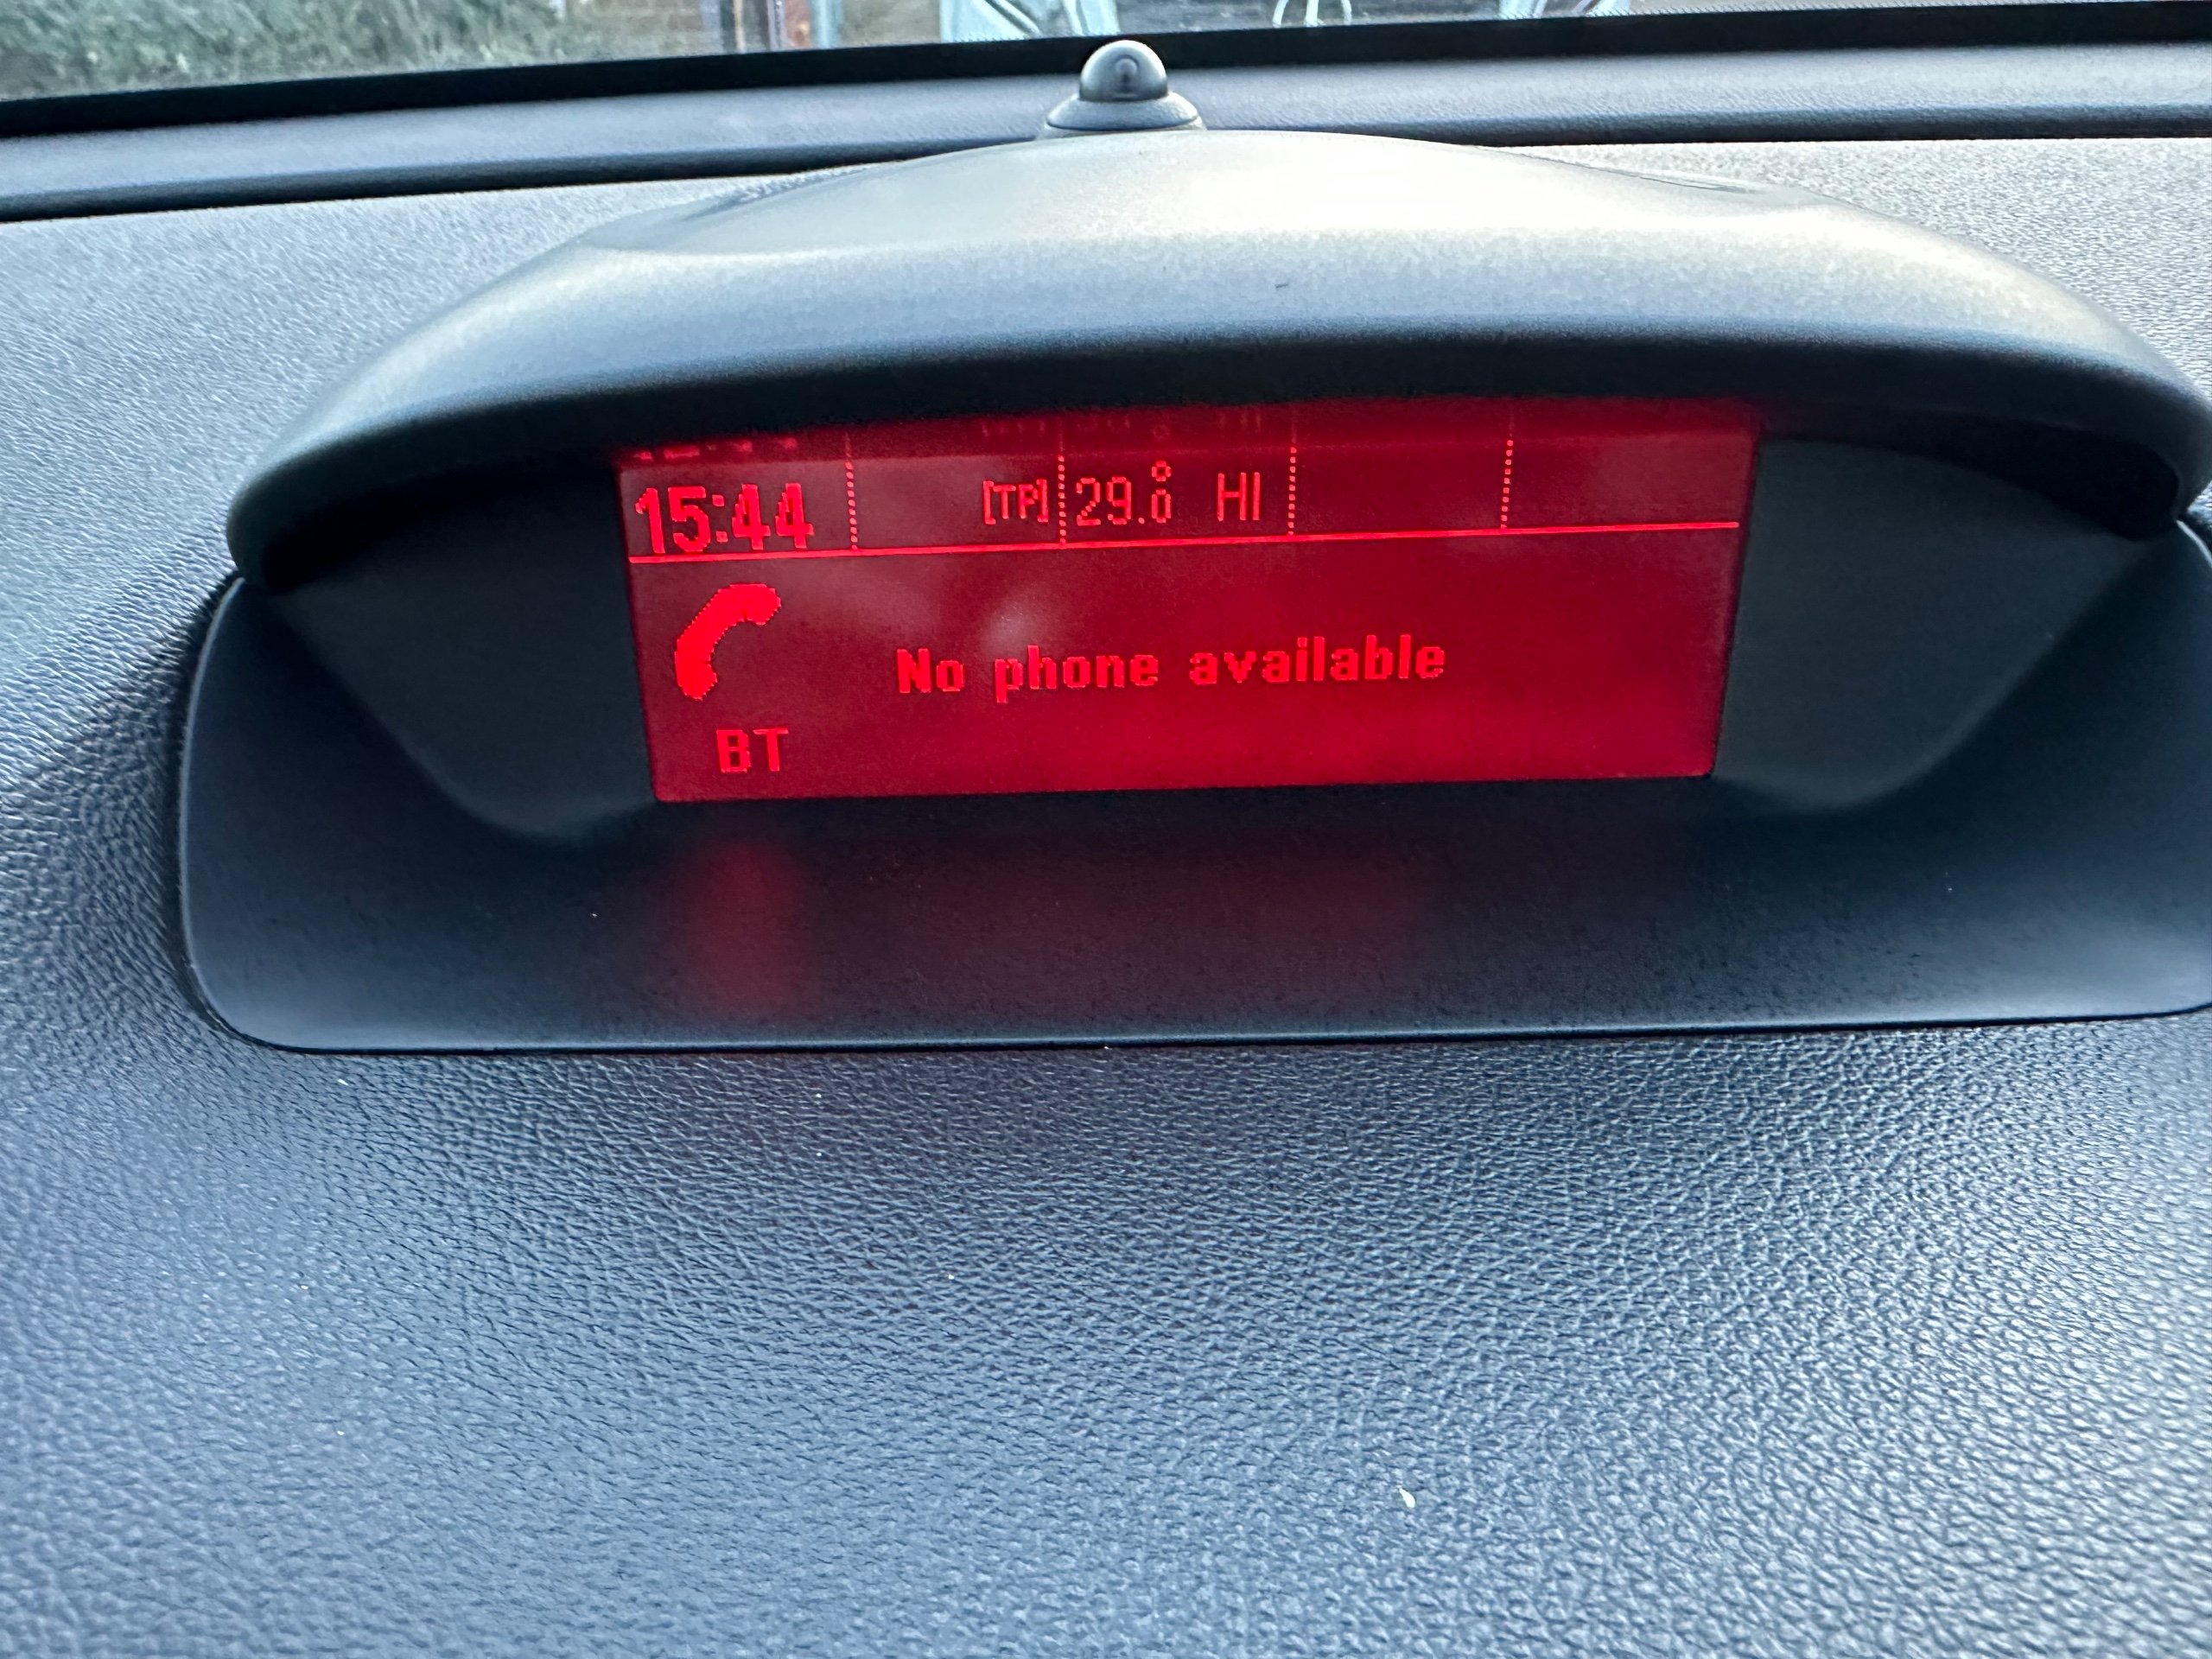 15:44 [TP] 29.0° HI
No phone available
BT